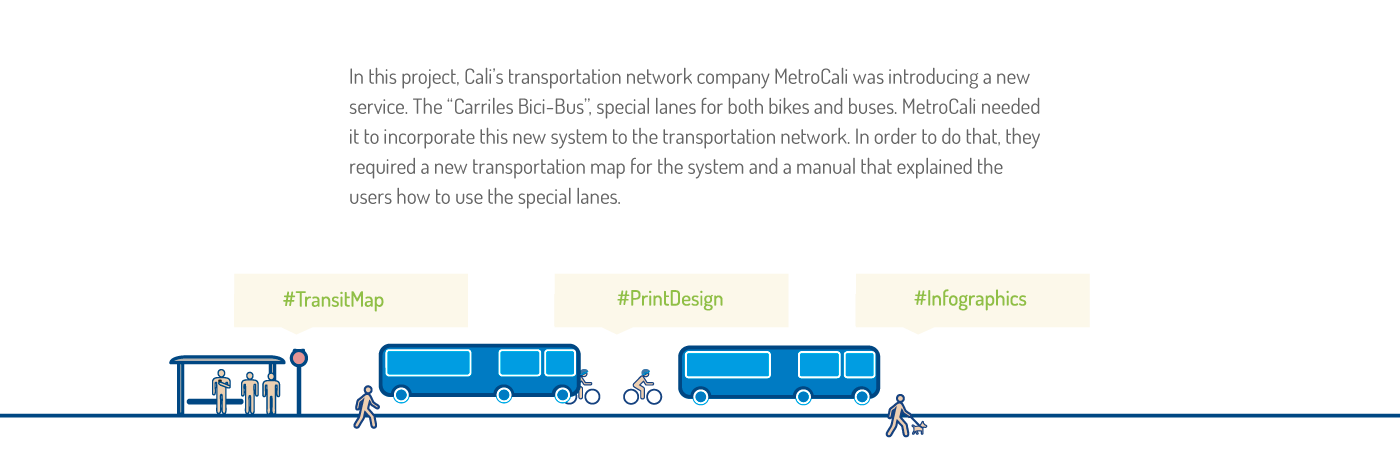 In this project, Cali's transportation network company MetroCali was introducing a new
service. The “Carriles Bici-Bus”, special lanes for both bikes and buses. MetroCali needed
it to incorporate this new system to the transportation network. In order to do that, they
required a new transportation map for the system and a manual that explained the
users how to use the special lanes.
#TransitMap
#PrintDesign
#Infographics